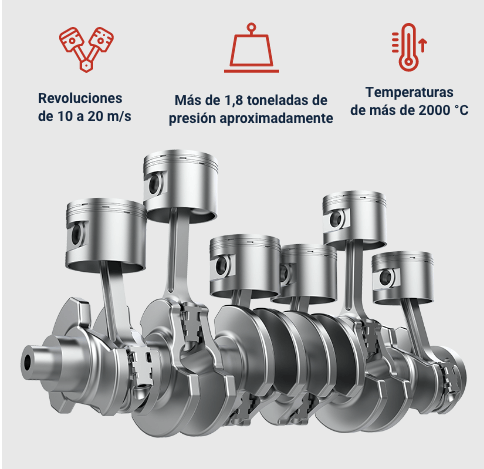 Revoluciones
de 10 a 20 m/s
Más de 1,8 toneladas de
presión aproximadamente
Temperaturas
de más de 2000 °C